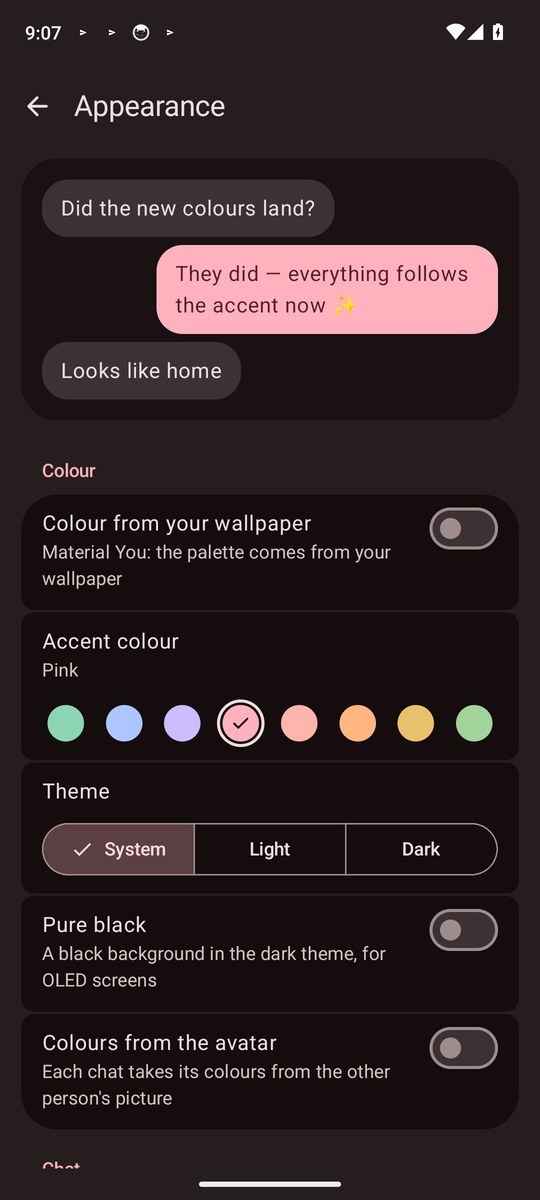 9:07
Appearance
Did the new colours land?
They did — everything follows
the accent now ✨
Looks like home
Colour
Colour from your wallpaper
Material You: the palette comes from your
wallpaper
Accent colour
Pink
Theme
System
Light
Dark
Pure black
A black background in the dark theme, for
OLED screens
Colours from the avatar
Each chat takes its colours from the other
person's picture
Chat